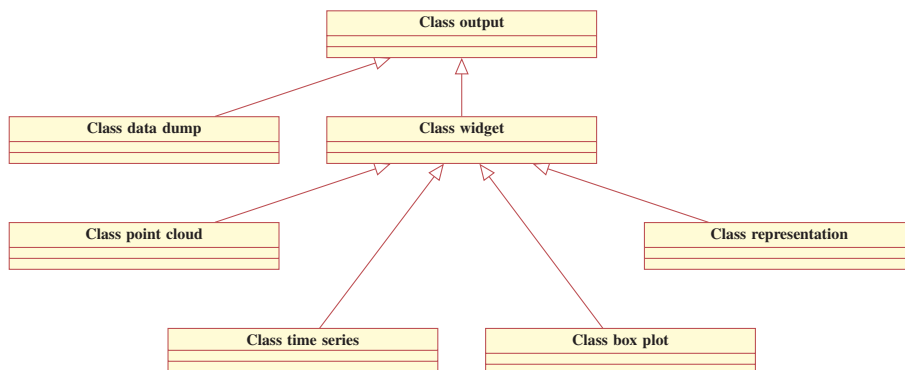 Class output
Class data dump
Class widget
Class point cloud
Class representation
Class time series
Class box plot